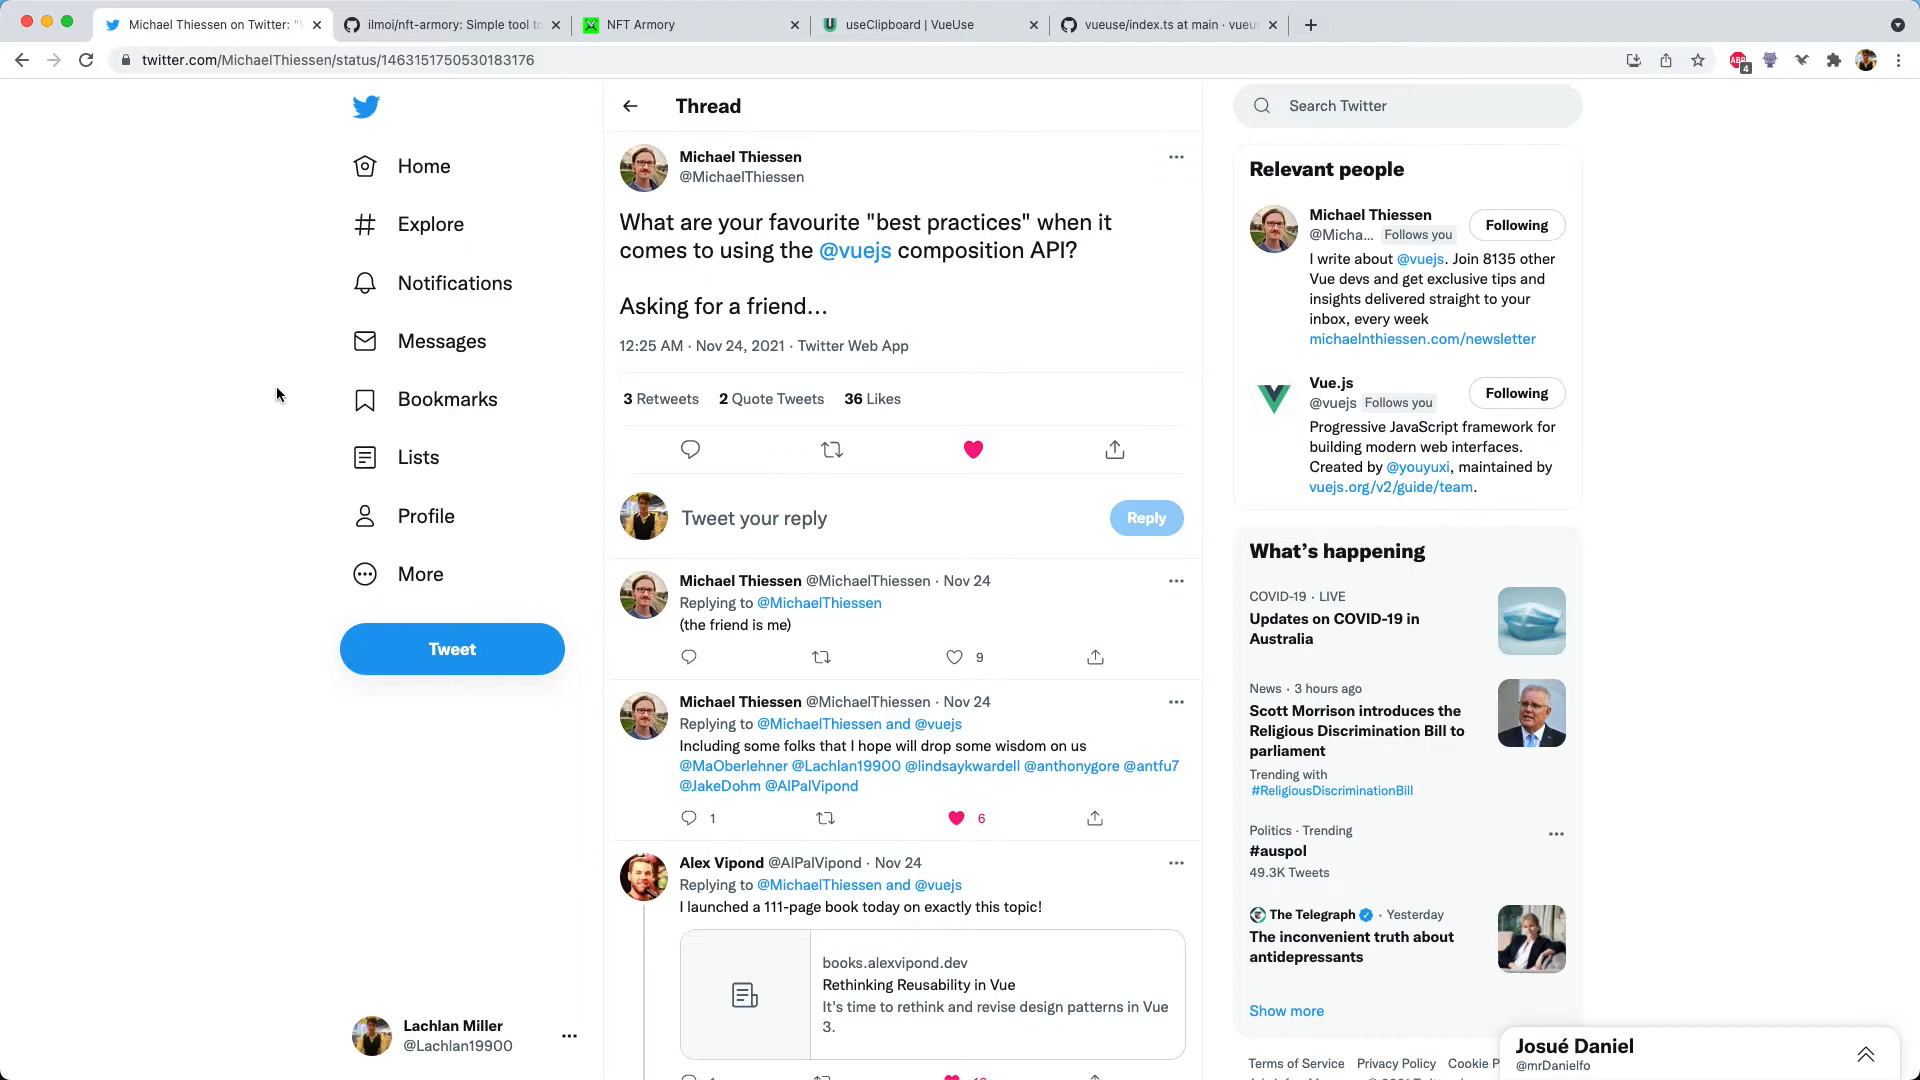 Michael Thiessen on Twitter: "
ilmoi/nft-armory: Simple tool to
NFT Armory
useClipboard | VueUse
vueuse/index.ts at main · vueu
twitter.com/MichaelThiessen/status/1463151750530183176
ABP
4
Thread
Search Twitter
Home
Explore
Notifications
Messages
Bookmarks
Lists
Profile
More
Tweet
Lachlan Miller
@Lachlan19900
Michael Thiessen
@MichaelThiessen
What are your favourite "best practices" when it
comes to using the @vuejs composition API?
Asking for a friend...
12:25 AM · Nov 24, 2021 · Twitter Web App
3 Retweets 2 Quote Tweets 36 Likes
Tweet your reply
Reply
Michael Thiessen @MichaelThiessen · Nov 24
Replying to @MichaelThiessen
(the friend is me)
9
Michael Thiessen @MichaelThiessen · Nov 24
Replying to @MichaelThiessen and @vuejs
Including some folks that I hope will drop some wisdom on us
@MaOberlehner @Lachlan19900 @lindsaykwardell @anthonygore @antfu7
@JakeDohm @AlPalVipond
1 6
Alex Vipond @AlPalVipond · Nov 24
Replying to @MichaelThiessen and @vuejs
I launched a 111-page book today on exactly this topic!
books.alexvipond.dev
Rethinking Reusability in Vue
It's time to rethink and revise design patterns in Vue
3.
Relevant people
Michael Thiessen
@Micha... Follows you
Following
I write about @vuejs. Join 8135 other
Vue devs and get exclusive tips and
insights delivered straight to your
inbox, every week
michaelnthiessen.com/newsletter
Vue.js
@vuejs Follows you
Following
Progressive JavaScript framework for
building modern web interfaces.
Created by @youyuxi, maintained by
vuejs.org/v2/guide/team.
What's happening
COVID-19 · LIVE
Updates on COVID-19 in
Australia
News · 3 hours ago
Scott Morrison introduces the
Religious Discrimination Bill to
parliament
Trending with
#ReligiousDiscriminationBill
Politics · Trending
#auspol
49.3K Tweets
The Telegraph · Yesterday
The inconvenient truth about
antidepressants
Show more
Terms of Service Privacy Policy Cookie P
Josué Daniel
@mrDanielfo